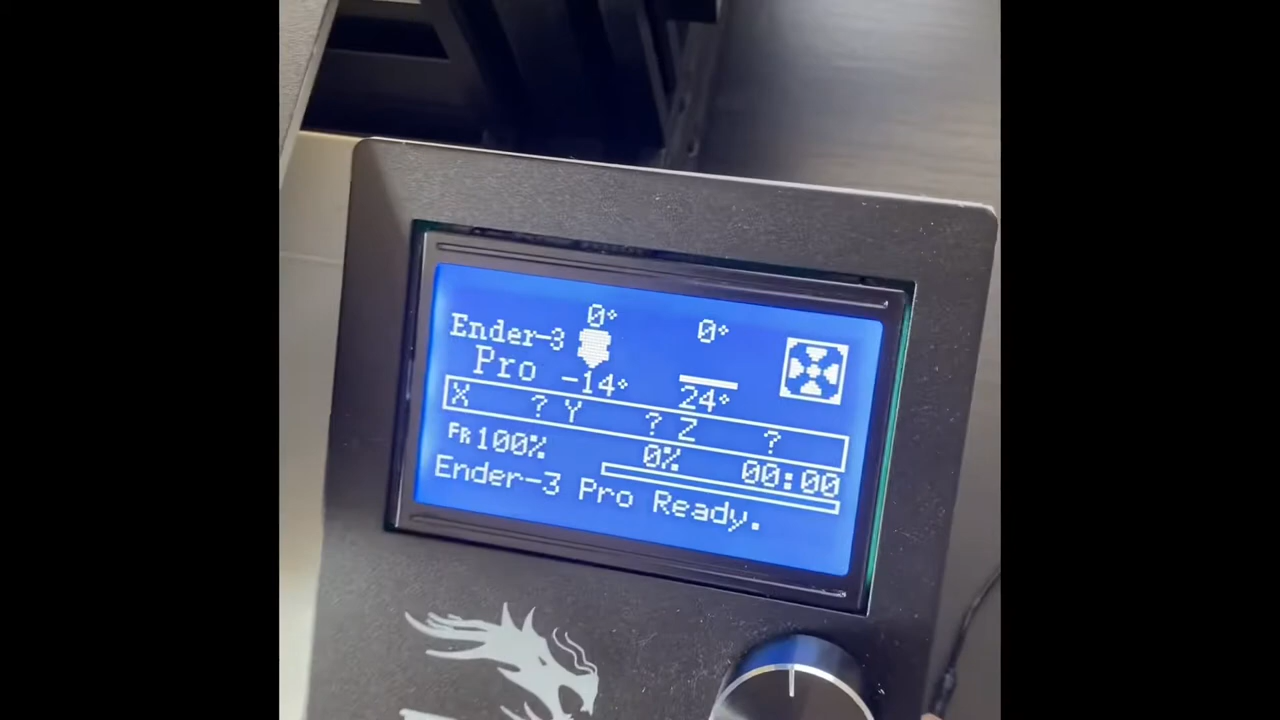 0° 0°
Ender-3
Pro -14° 24°
X ? Y ? Z ?
FR 100% 0% 00:00
Ender-3 Pro Ready.